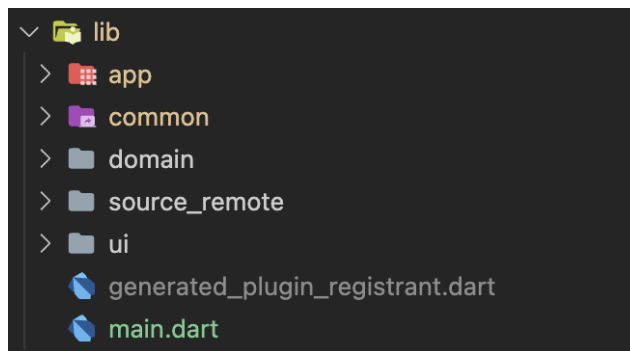 lib
app
common
domain
source_remote
ui
generated_plugin_registrant.dart
main.dart